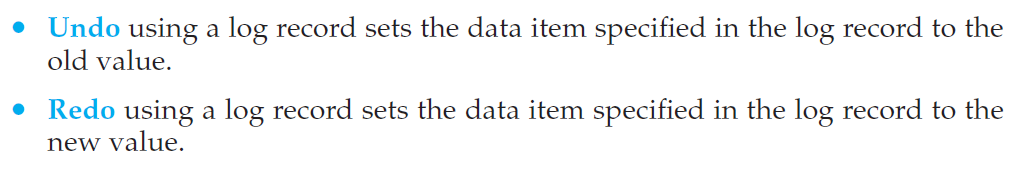 • Undo using a log record sets the data item specified in the log record to the
old value.
• Redo using a log record sets the data item specified in the log record to the
new value.